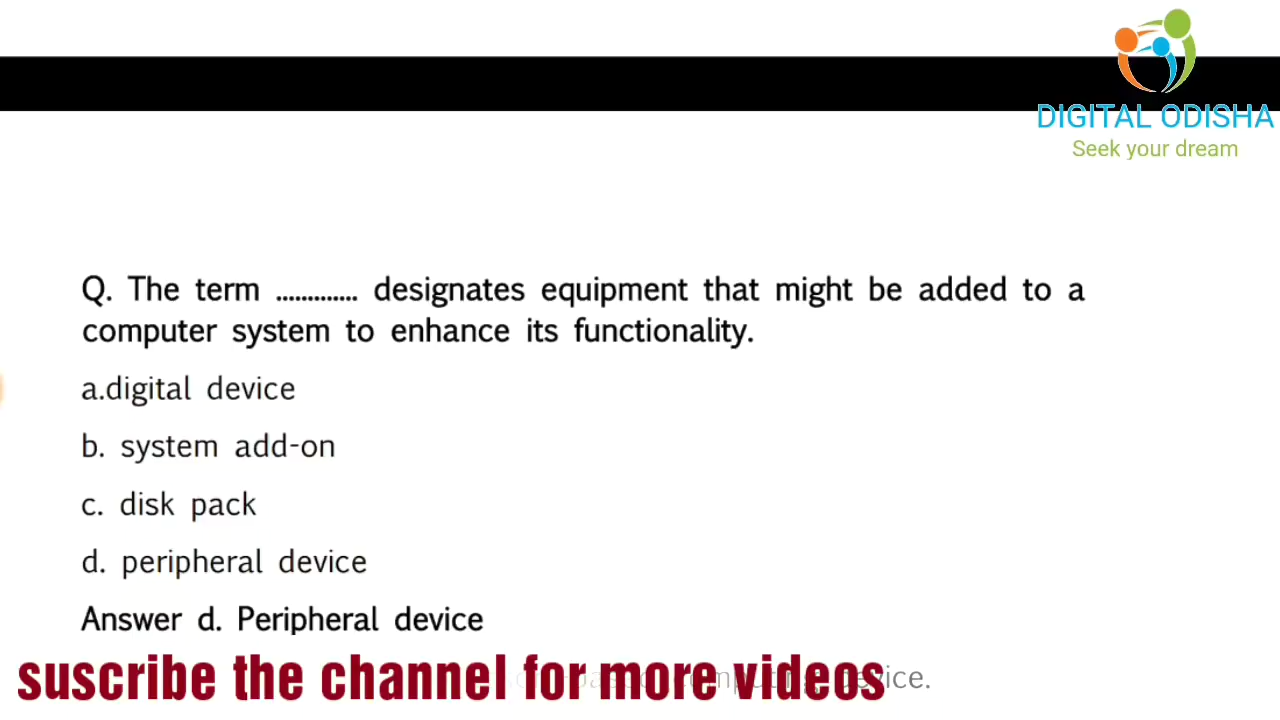 DIGITAL ODISHA
Seek your dream
Q. The term ............. designates equipment that might be added to a
computer system to enhance its functionality.
a.digital device
b. system add-on
c. disk pack
d. peripheral device
Answer d. Peripheral device
suscribe the channel for more videos
computing device.